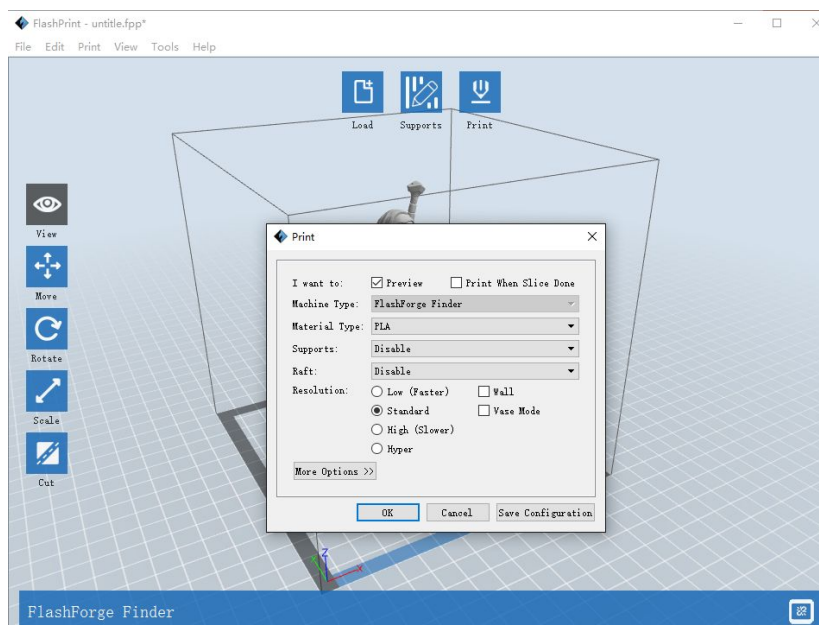 FlashPrint - untitle.fpp*
File Edit Print View Tools Help
Load Supports Print
View
Move
Rotate
Scale
Cut
Print
I want to: Preview Print When Slice Done
Machine Type: FlashForge Finder
Material Type: PLA
Supports: Disable
Raft: Disable
Resolution: Low (Faster) Wall
Standard Vase Mode
High (Slower)
Hyper
More Options >>
OK Cancel Save Configuration
Z
X
FlashForge Finder